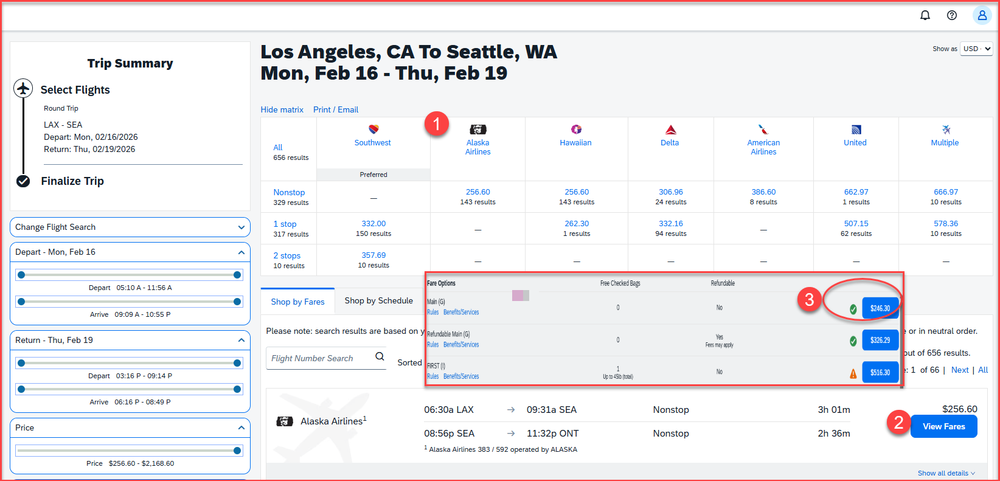 Trip Summary
Select Flights
Round Trip
LAX - SEA
Depart: Mon, 02/16/2026
Return: Thu, 02/19/2026
Finalize Trip
Change Flight Search
Depart - Mon, Feb 16
Depart 05:10 A - 11:56 A
Arrive 09:09 A - 10:55 P
Return - Thu, Feb 19
Depart 03:16 P - 09:14 P
Arrive 06:16 P - 08:49 P
Price
Price $256.60 - $2,168.60
Los Angeles, CA To Seattle, WA
Mon, Feb 16 - Thu, Feb 19
Show as USD -
Hide matrix Print / Email
1
All
656 results
Southwest
Preferred
Alaska
Airlines
Hawaiian
Delta
American
Airlines
United
Multiple
Nonstop
329 results
—
256.60
143 results
256.60
143 results
306.96
24 results
386.60
8 results
662.97
1 results
666.97
10 results
1 stop
317 results
332.00
150 results
—
262.30
1 results
332.16
94 results
—
507.15
62 results
578.36
10 results
2 stops
10 results
357.69
10 results
—
—
—
—
—
—
Shop by Fares Shop by Schedule
Fare Options Free Checked Bags Refundable
Main (G)
Rules Benefits/Services
0
No
3
$246.30
Refundable Main (G)
Rules Benefits/Services
0
Yes
Fees may apply
$326.29
FIRST (I)
Rules Benefits/Services
1
Up to 45lb (total)
No
$516.30
Please note: search results are based on y
e or in neutral order.
Flight Number Search
Sorted
out of 656 results.
e: 1 of 66 | Next | All
Alaska Airlines1
06:30a LAX → 09:31a SEA Nonstop 3h 01m
08:56p SEA → 11:32p ONT Nonstop 2h 36m
1 Alaska Airlines 383 / 592 operated by ALASKA
$256.60
2
View Fares
Show all details